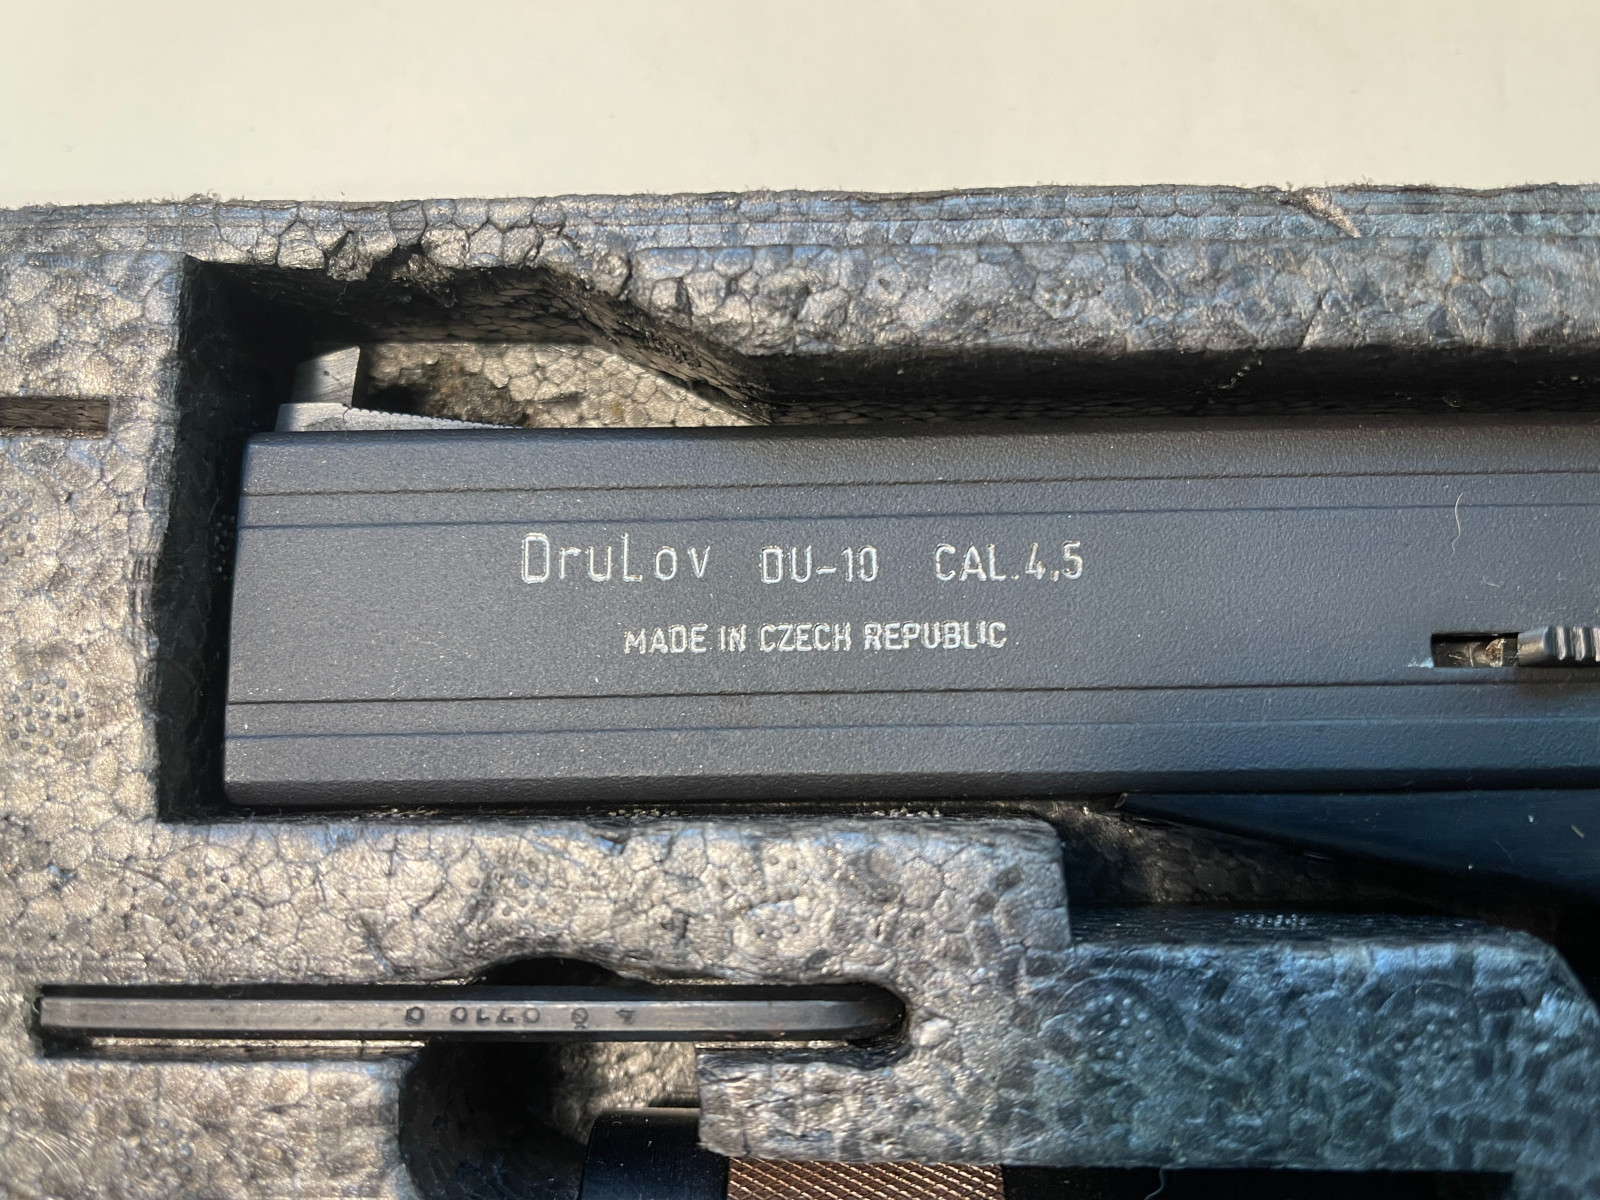 DruLov DU-10 CAL.4,5
MADE IN CZECH REPUBLIC